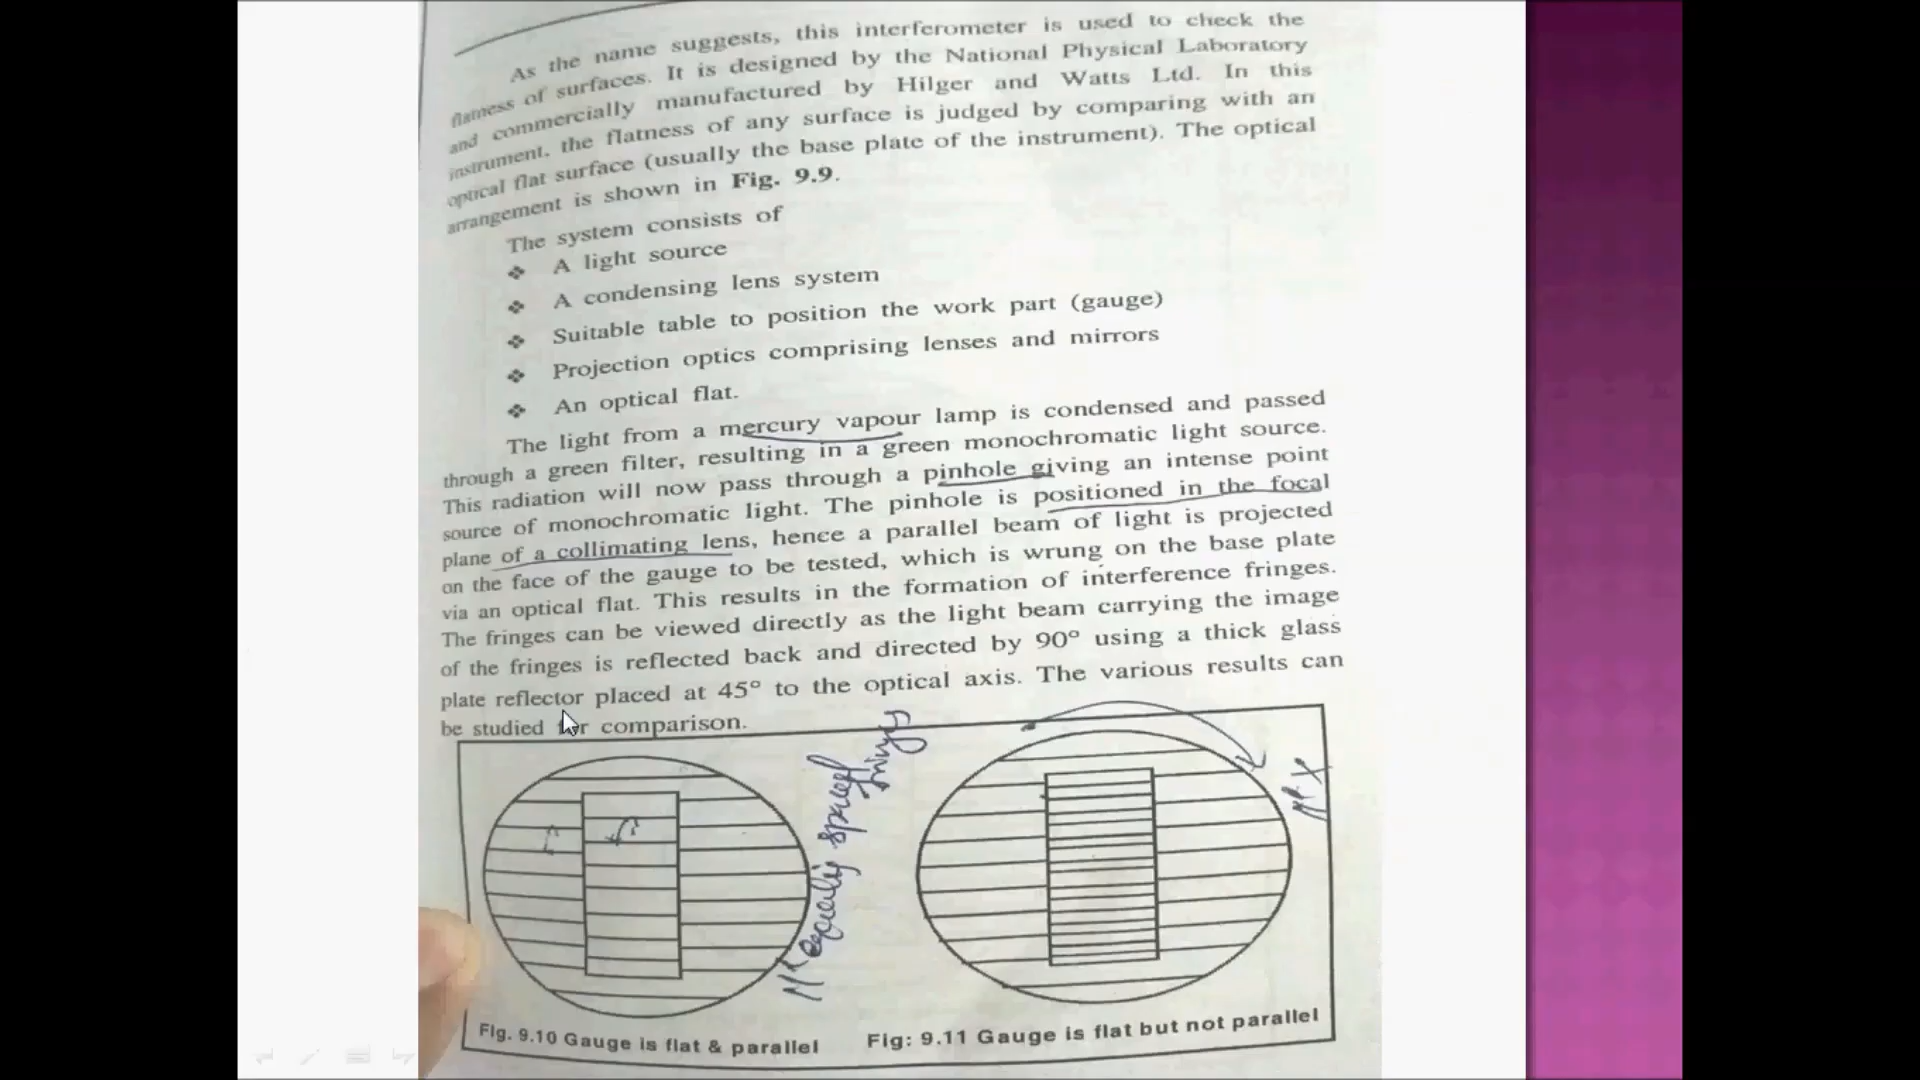 As the name suggests, this interferometer is used to check the
flatness of surfaces. It is designed by the National Physical Laboratory
and commercially manufactured by Hilger and Watts Ltd. In this
instrument, the flatness of any surface is judged by comparing with an
optical flat surface (usually the base plate of the instrument). The optical
arrangement is shown in Fig. 9.9.
The system consists of
❖ A light source
❖ A condensing lens system
❖ Suitable table to position the work part (gauge)
❖ Projection optics comprising lenses and mirrors
❖ An optical flat.
The light from a mercury vapour lamp is condensed and passed
through a green filter, resulting in a green monochromatic light source.
This radiation will now pass through a pinhole giving an intense point
source of monochromatic light. The pinhole is positioned in the focal
plane of a collimating lens, hence a parallel beam of light is projected
on the face of the gauge to be tested, which is wrung on the base plate
via an optical flat. This results in the formation of interference fringes.
The fringes can be viewed directly as the light beam carrying the image
of the fringes is reflected back and directed by 90° using a thick glass
plate reflector placed at 45° to the optical axis. The various results can
be studied for comparison.
equally spaced
fringes
Fig. 9.10 Gauge is flat & parallel
Fig: 9.11 Gauge is flat but not parallel